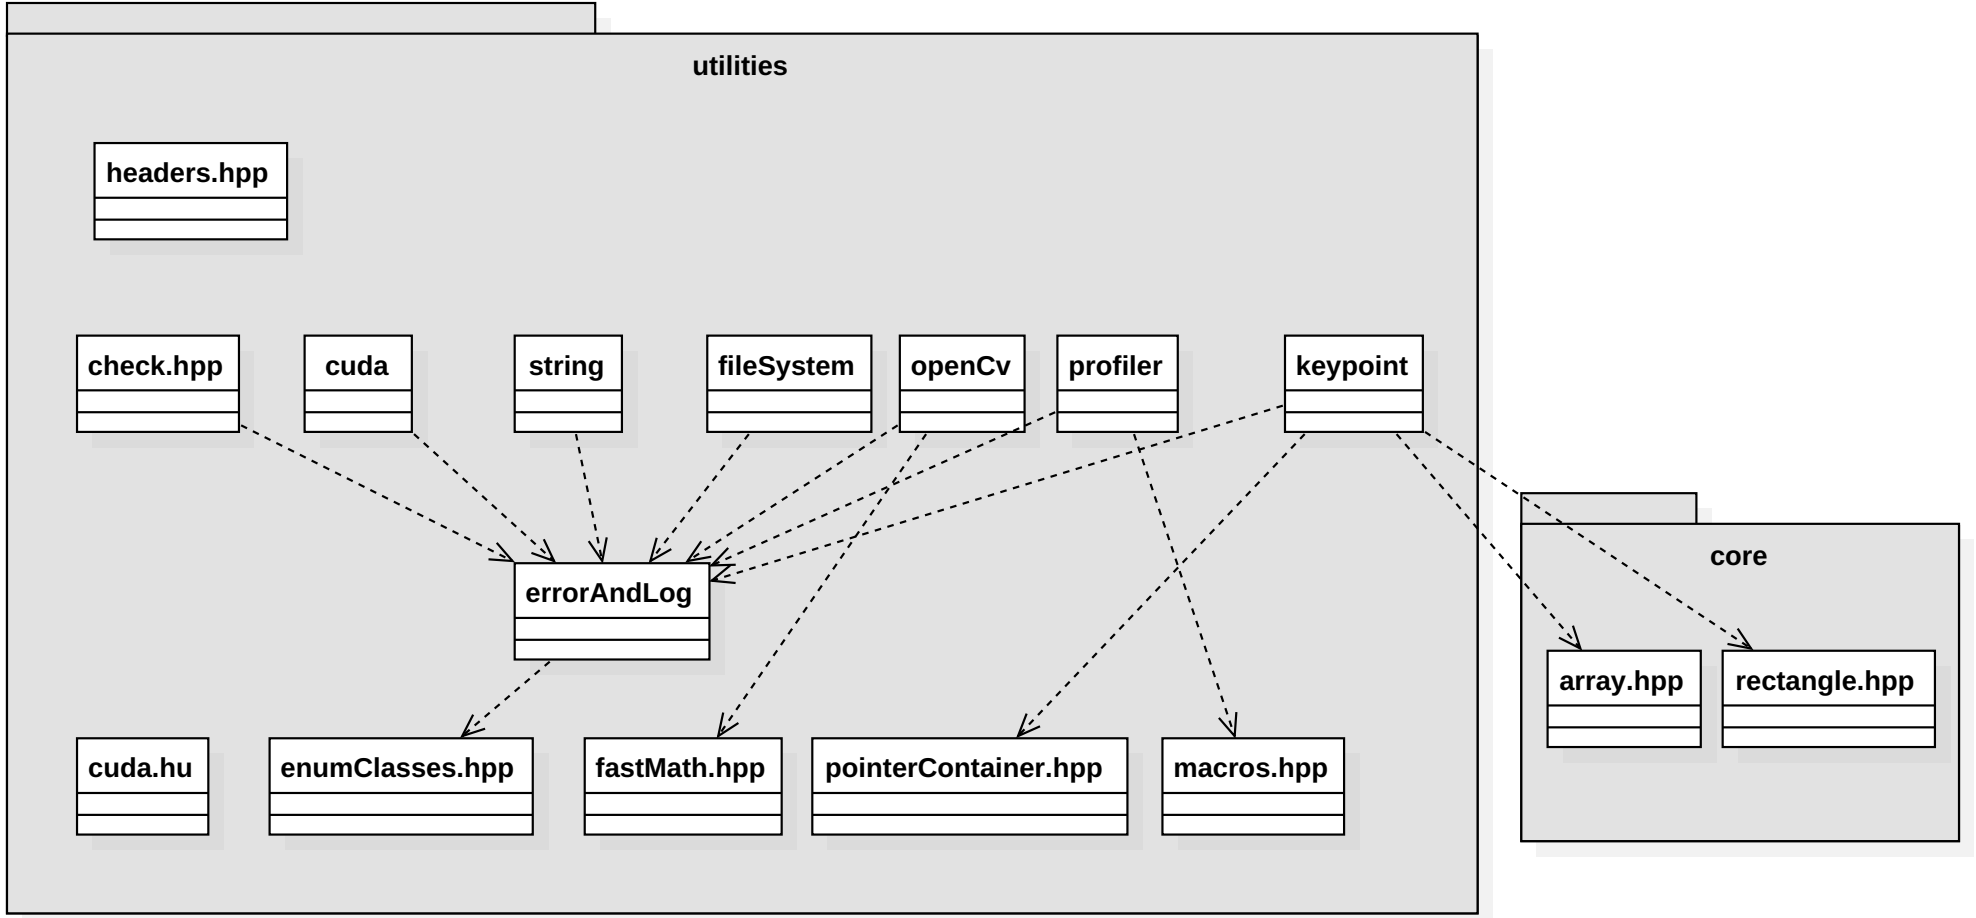 utilities
headers.hpp
check.hpp
cuda
string
fileSystem
openCv
profiler
keypoint
errorAndLog
core
array.hpp
rectangle.hpp
cuda.hu
enumClasses.hpp
fastMath.hpp
pointerContainer.hpp
macros.hpp